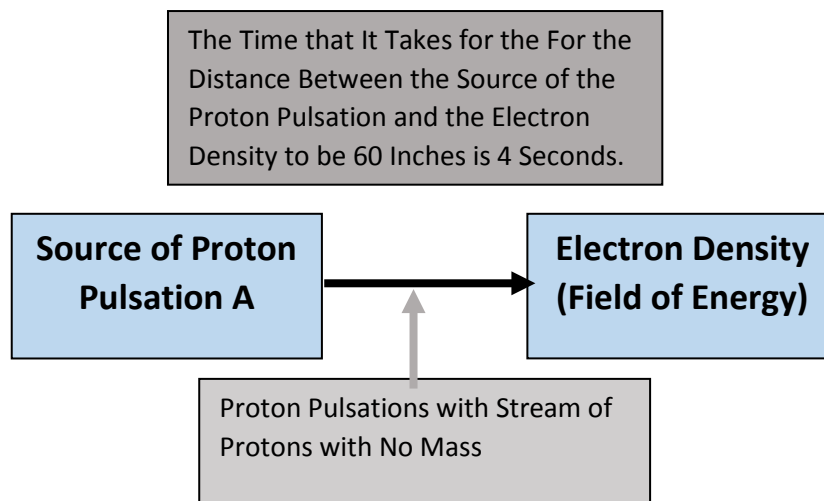 The Time that It Takes for the For the
Distance Between the Source of the
Proton Pulsation and the Electron
Density to be 60 Inches is 4 Seconds.
Source of Proton
Pulsation A
Electron Density
(Field of Energy)
Proton Pulsations with Stream of
Protons with No Mass